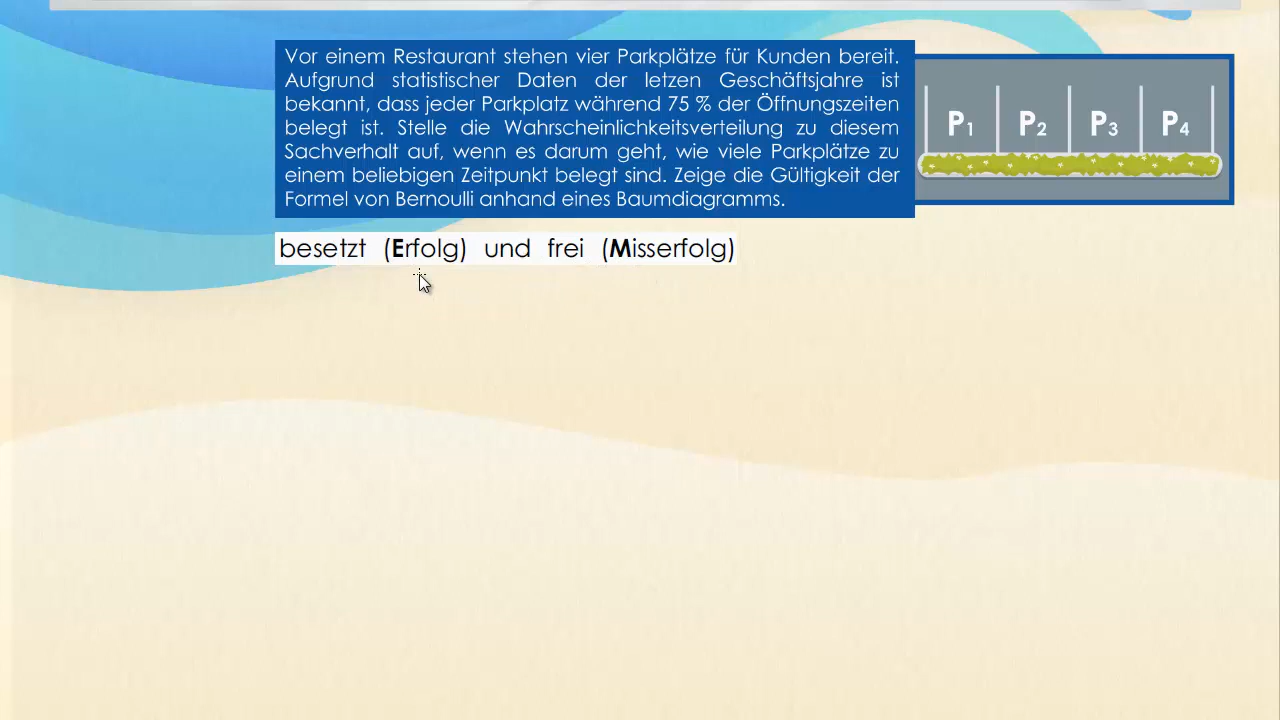 Vor einem Restaurant stehen vier Parkplätze für Kunden bereit.
Aufgrund statistischer Daten der letzen Geschäftsjahre ist
bekannt, dass jeder Parkplatz während 75 % der Öffnungszeiten
belegt ist. Stelle die Wahrscheinlichkeitsverteilung zu diesem
Sachverhalt auf, wenn es darum geht, wie viele Parkplätze zu
einem beliebigen Zeitpunkt belegt sind. Zeige die Gültigkeit der
Formel von Bernoulli anhand eines Baumdiagramms.
P1 P2 P3 P4
besetzt (Erfolg) und frei (Misserfolg)